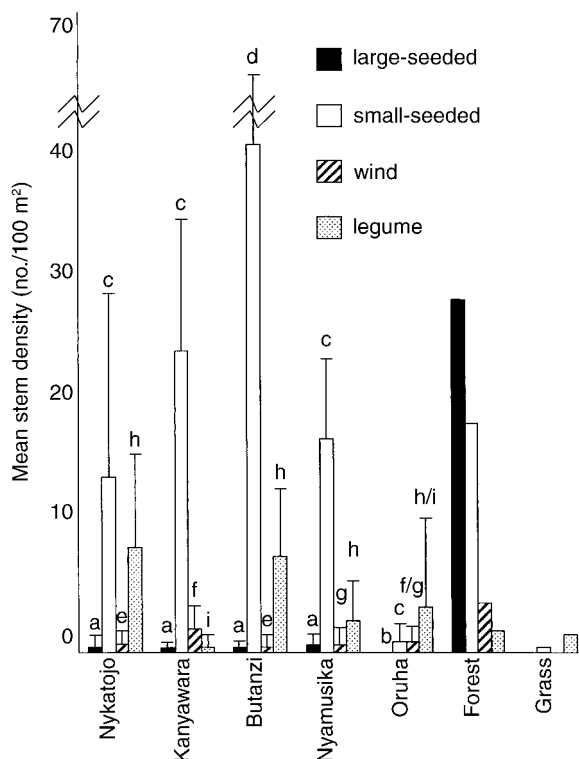 Mean stem density (no./100 m²)
70
40
30
20
10
0
large-seeded
small-seeded
wind
legume
a
c
e
h
a
c
f
i
a
d
e
h
a
c
g
h
b
c
f/g
h/i
Nykatojo
Kanyawara
Butanzi
Nyamusika
Oruha
Forest
Grass